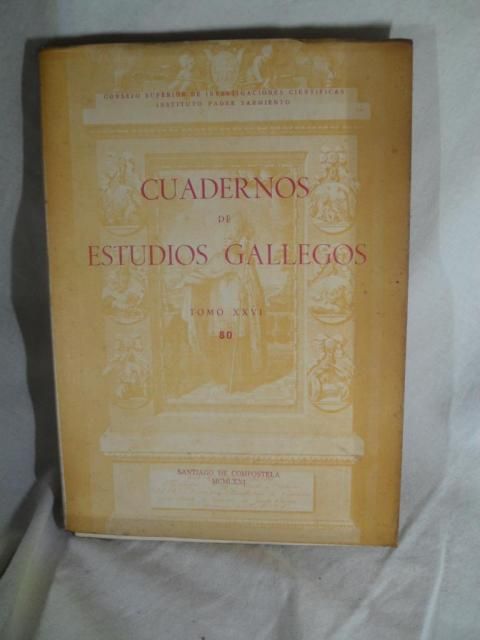 CONSEJO SUPERIOR DE INVESTIGACIONES CIENTIFICAS
INSTITUTO PADRE SARMIENTO
CUADERNOS
DE
ESTUDIOS GALLEGOS
TOMO XXVI
80
SANTIAGO DE COMPOSTELA
MCMLXXI